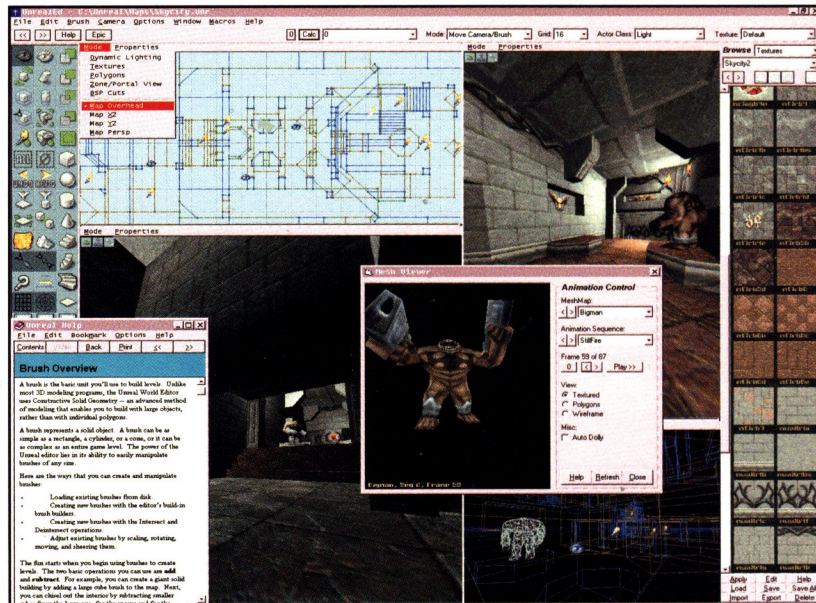 UnrealEd - C:\Unreal\Maps\Skycity.unr
File Edit Brush Camera Options Window Macros Help
<< >> Help Epic
0 Calc 0
Mode: Move Camera/Brush
Grid: 16
Actor Class: Light
Texture: Default
Mode Properties
Dynamic Lighting
Textures
Polygons
Zone/Portal View
BSP Cuts
Map Overhead
Map XZ
Map YZ
Map Persp
Mode Properties
Browse Textures
Skycity2
< >
UNDO REDO
Mode Properties
Mesh Viewer
Animation Control
MeshMap:
< > Bigman
Animation Sequence:
< > StillFire
Frame 59 of 87
0 < > Play >>
View:
Textured
Polygons
Wireframe
Misc:
Auto Dolly
Help Refresh Close
Unreal Help
File Edit Bookmark Options Help
Contents Back Print << >>
Brush Overview
A brush is the basic unit you'll use to build levels. Unlike
most 3D modeling programs, the Unreal World Editor
uses Constructive Solid Geometry -- an advanced method
of modeling that enables you to build with large objects,
rather than with individual polygons.
A brush represents a solid object. A brush can be as
simple as a rectangle, a cylinder, or a cone, or it can be
as complex as an entire game level. The power of the
Unreal editor lies in its ability to easily manipulate
brushes of any size.
Here are the ways that you can create and manipulate
brushes:
· Loading existing brushes from disk.
· Creating new brushes with the editor's build-in
brush builders.
· Creating new brushes with the Intersect and
Deintersect operations.
· Adjust existing brushes by scaling, rotating,
moving, and sheering them.
The fun starts when you begin using brushes to create
levels. The two basic operations you can use are add
and subtract. For example, you can create a giant solid
building by adding a large cube brush to the map. Next,
you can chisel out the interior by subtracting smaller
Apply Edit Help
Load Save Save All
Import Export Delete